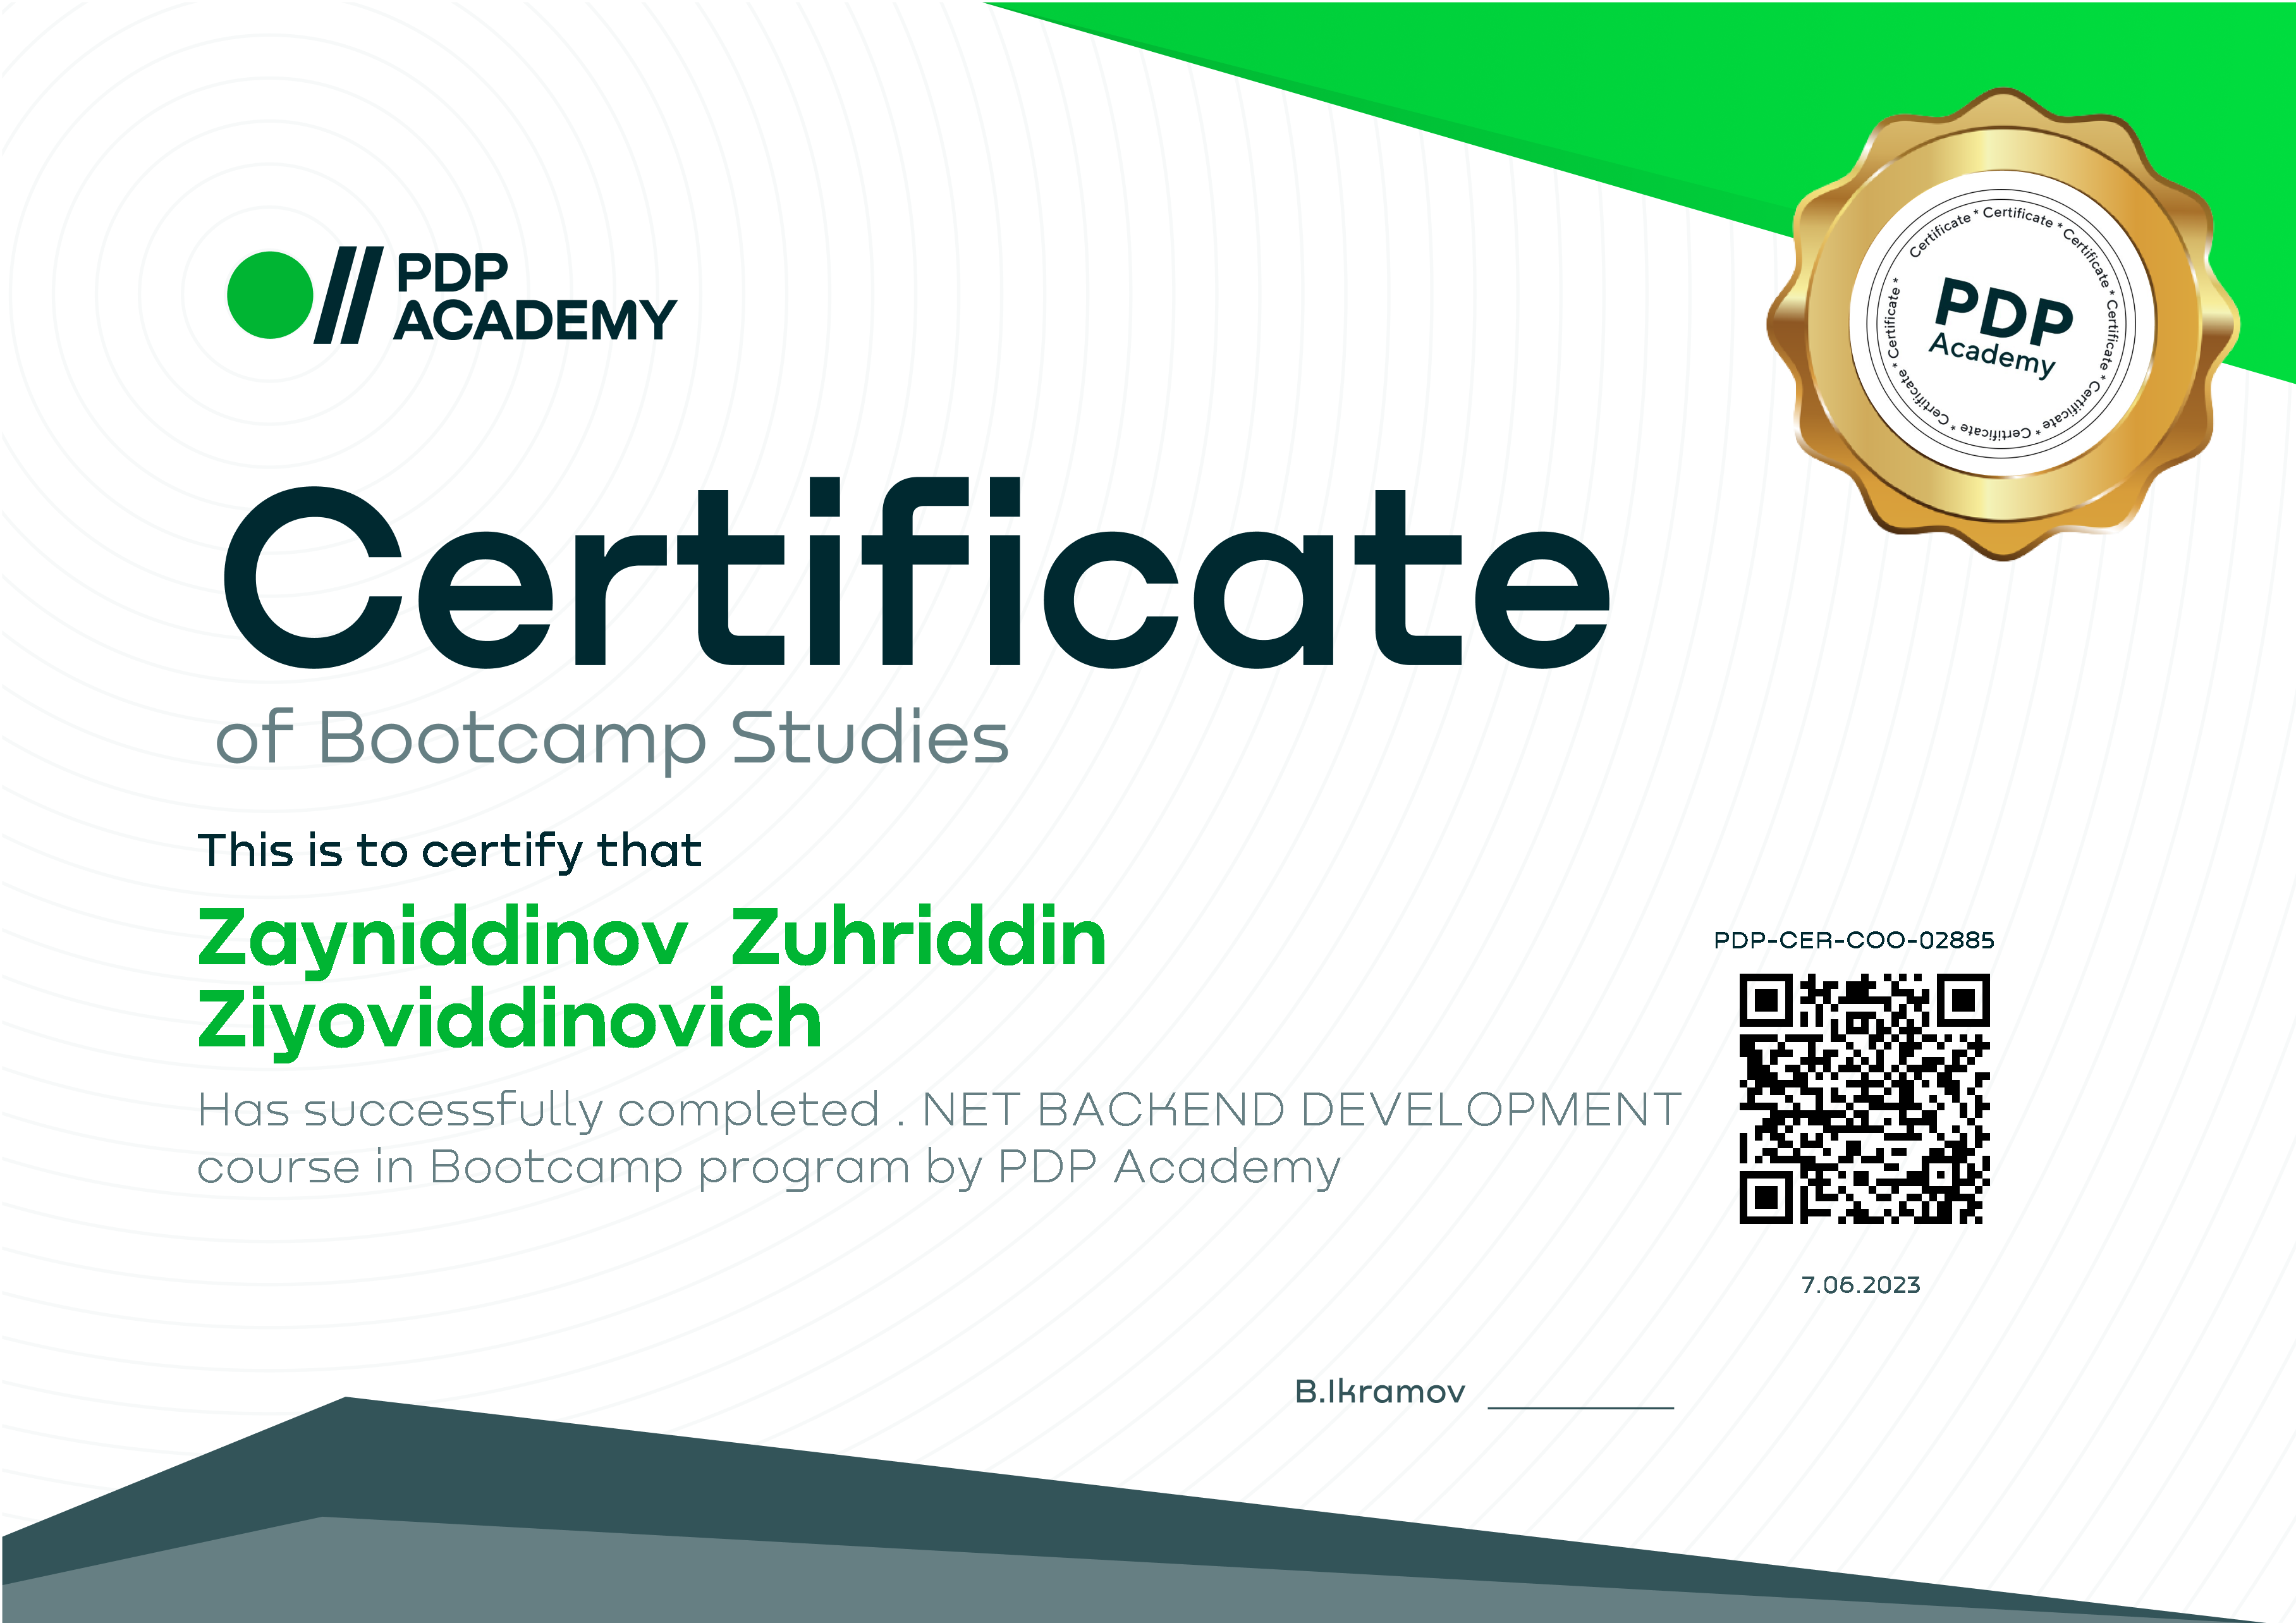 PDP
ACADEMY
Certificate * Certificate * Certificate * Certificate * Certificate * Certificate * Certificate * Certificate *
PDP
Academy
Certificate
of Bootcamp Studies
This is to certify that
Zayniddinov Zuhriddin
Ziyoviddinovich
PDP-CER-COO-02885
Has successfully completed . NET BACKEND DEVELOPMENT
course in Bootcamp program by PDP Academy
7.06.2023
B.Ikramov